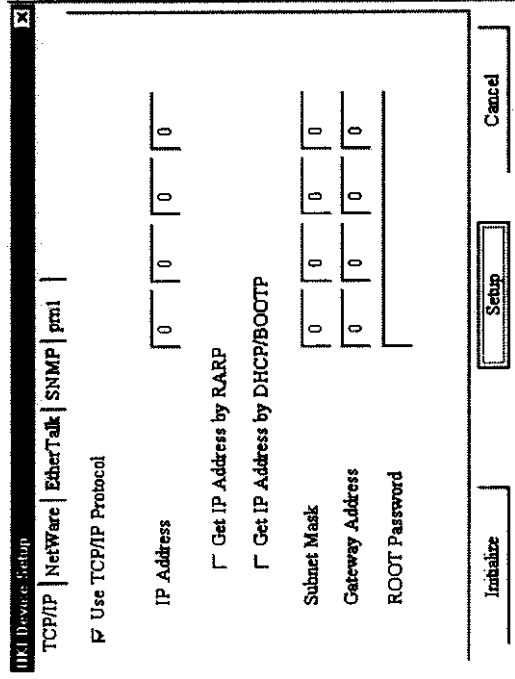 OKI Device Setup
TCP/IP NetWare EtherTalk SNMP prn1
Use TCP/IP Protocol
IP Address 0 0 0 0
Get IP Address by RARP
Get IP Address by DHCP/BOOTP
Subnet Mask 0 0 0 0
Gateway Address 0 0 0 0
ROOT Password
Initialize Setup Cancel